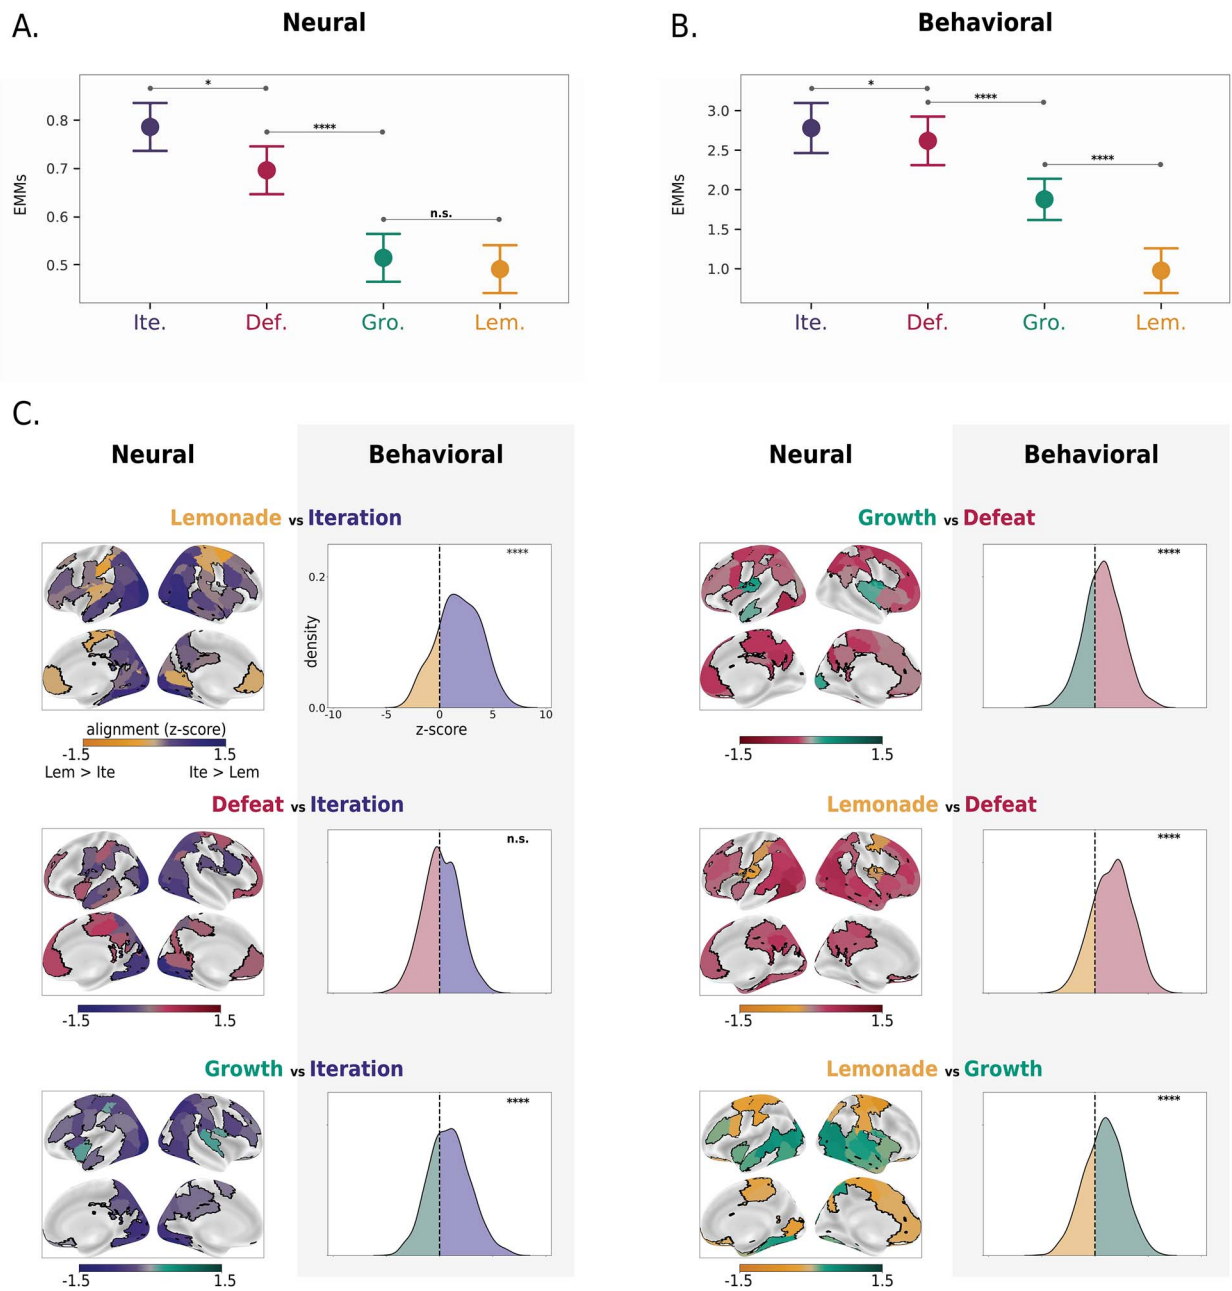 A.
Neural
B.
Behavioral
*
****
n.s.
EMMs
0.8
0.7
0.6
0.5
Ite.
Def.
Gro.
Lem.
*
****
****
EMMs
3.0
2.5
2.0
1.5
1.0
Ite.
Def.
Gro.
Lem.
C.
Neural
Behavioral
Neural
Behavioral
Lemonade vs Iteration
****
0.2
density
0.0
-10
-5
0
5
10
z-score
alignment (z-score)
-1.5
1.5
Lem > Ite
Ite > Lem
Growth vs Defeat
****
-1.5
1.5
Defeat vs Iteration
n.s.
-1.5
1.5
Lemonade vs Defeat
****
-1.5
1.5
Growth vs Iteration
****
-1.5
1.5
Lemonade vs Growth
****
-1.5
1.5